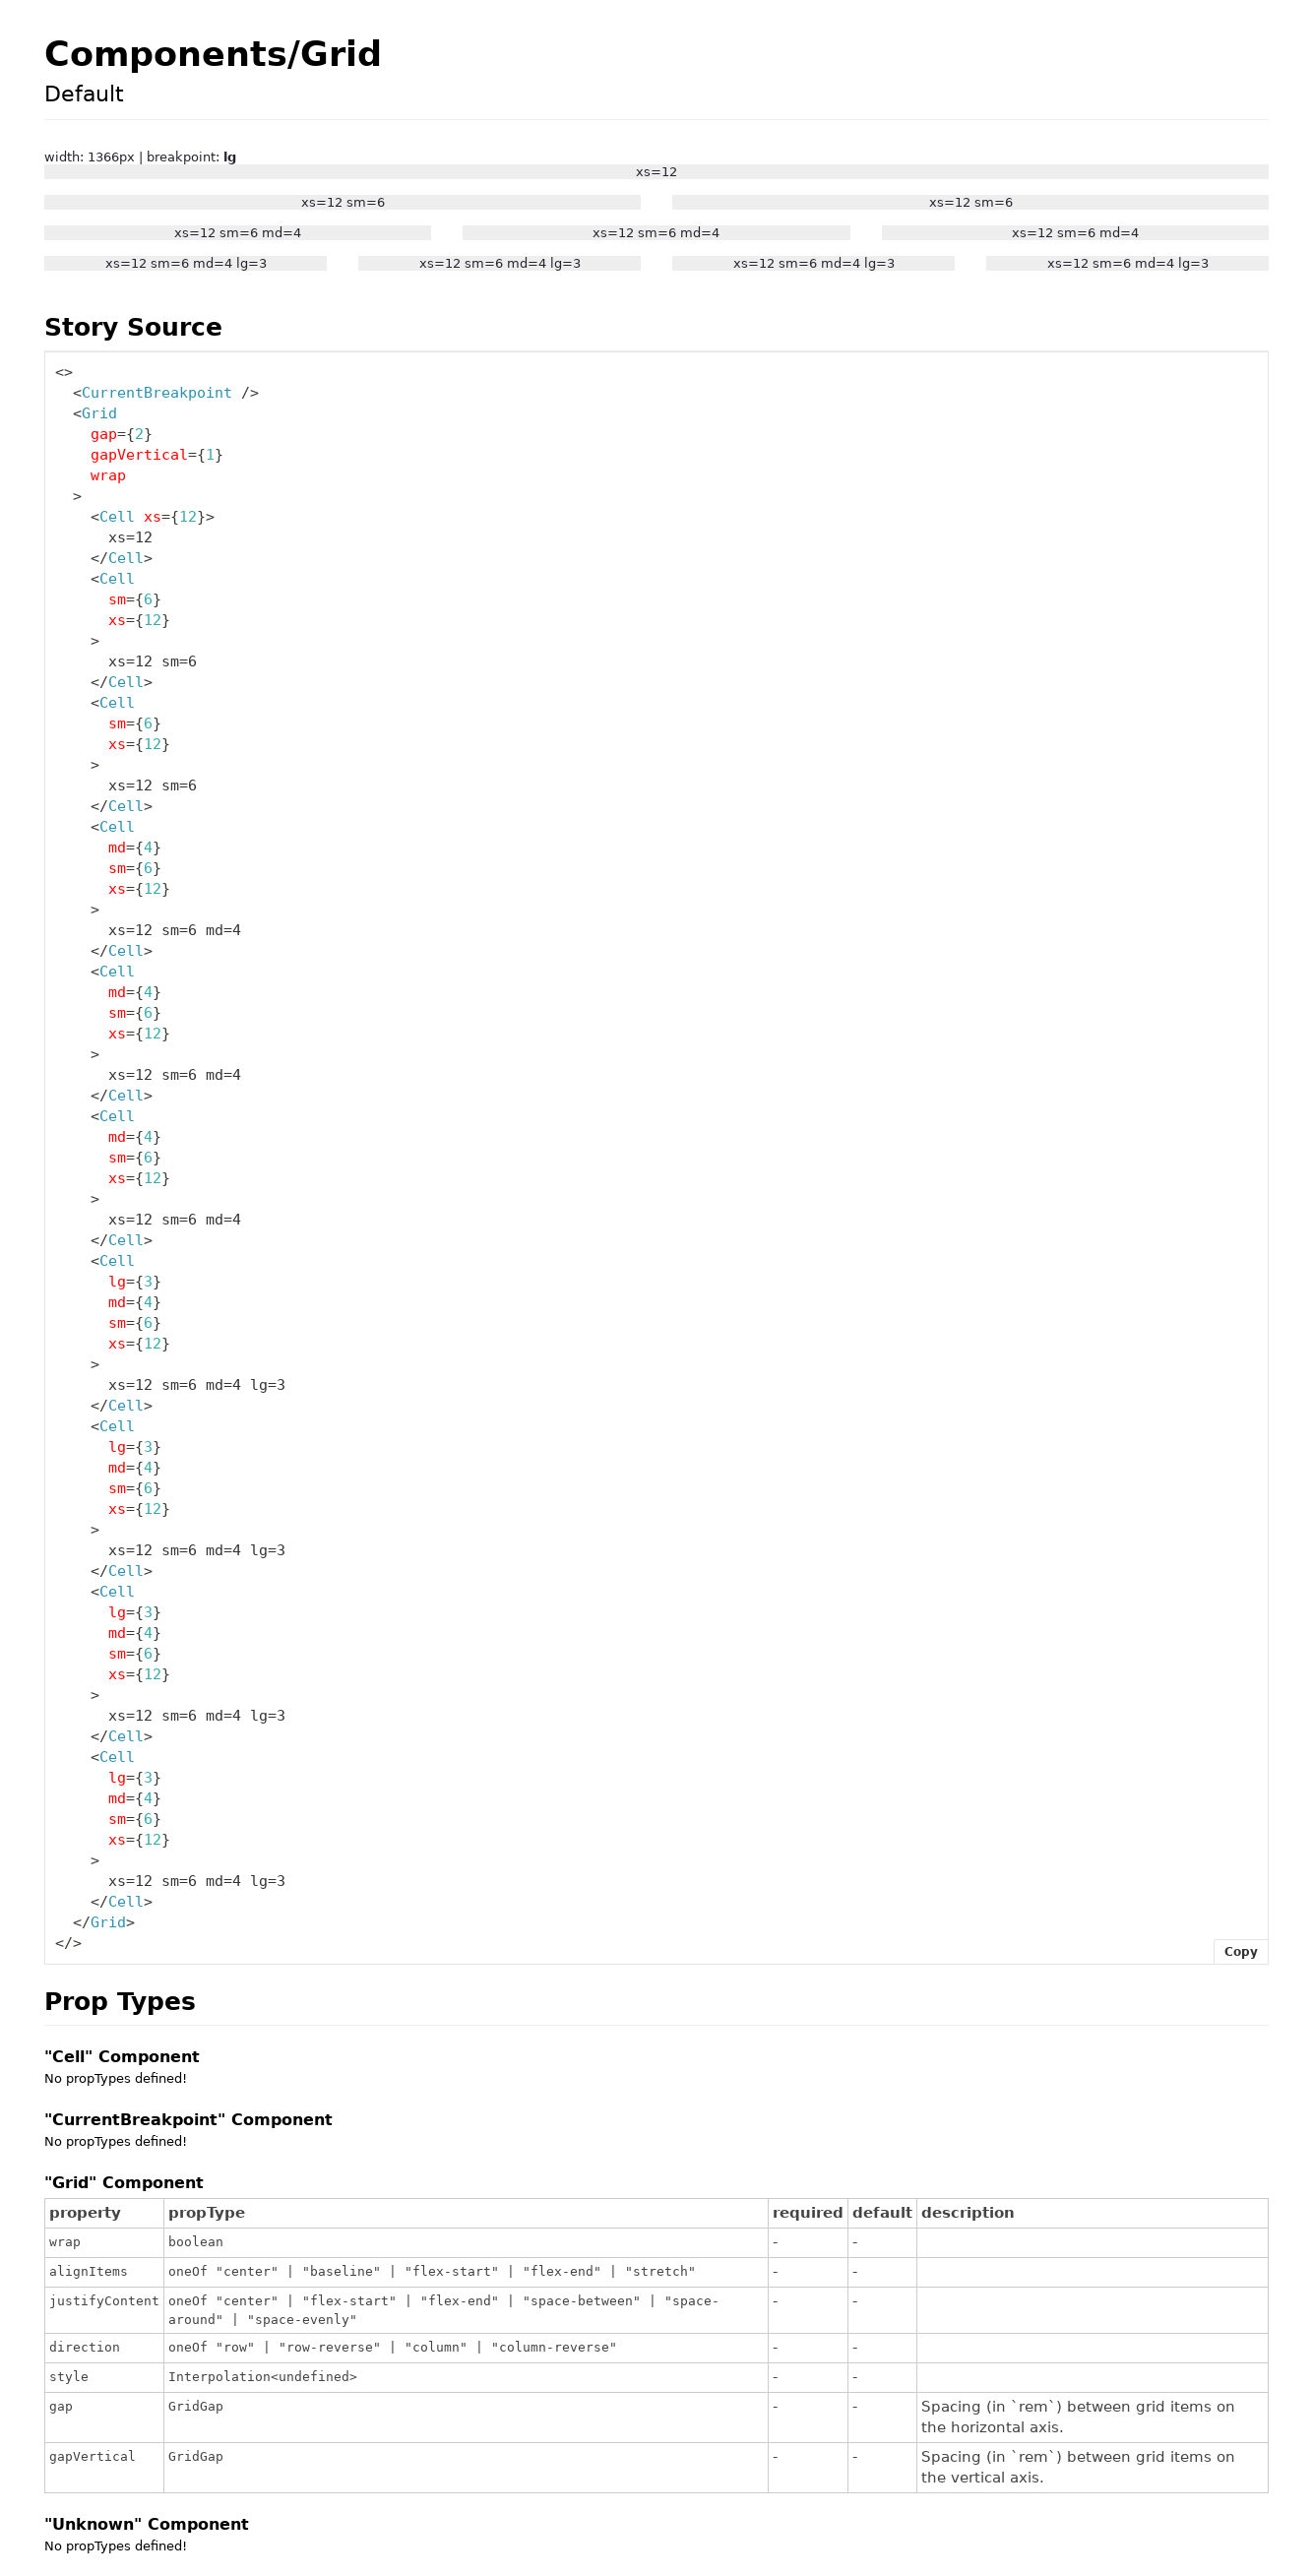 Components/Grid
Default
width: 1366px | breakpoint: lg
xs=12
xs=12 sm=6 xs=12 sm=6
xs=12 sm=6 md=4 xs=12 sm=6 md=4 xs=12 sm=6 md=4
xs=12 sm=6 md=4 lg=3 xs=12 sm=6 md=4 lg=3 xs=12 sm=6 md=4 lg=3 xs=12 sm=6 md=4 lg=3
Story Source
<>
  <CurrentBreakpoint />
  <Grid
    gap={2}
    gapVertical={1}
    wrap
  >
    <Cell xs={12}>
      xs=12
    </Cell>
    <Cell
      sm={6}
      xs={12}
    >
      xs=12 sm=6
    </Cell>
    <Cell
      sm={6}
      xs={12}
    >
      xs=12 sm=6
    </Cell>
    <Cell
      md={4}
      sm={6}
      xs={12}
    >
      xs=12 sm=6 md=4
    </Cell>
    <Cell
      md={4}
      sm={6}
      xs={12}
    >
      xs=12 sm=6 md=4
    </Cell>
    <Cell
      md={4}
      sm={6}
      xs={12}
    >
      xs=12 sm=6 md=4
    </Cell>
    <Cell
      lg={3}
      md={4}
      sm={6}
      xs={12}
    >
      xs=12 sm=6 md=4 lg=3
    </Cell>
    <Cell
      lg={3}
      md={4}
      sm={6}
      xs={12}
    >
      xs=12 sm=6 md=4 lg=3
    </Cell>
    <Cell
      lg={3}
      md={4}
      sm={6}
      xs={12}
    >
      xs=12 sm=6 md=4 lg=3
    </Cell>
    <Cell
      lg={3}
      md={4}
      sm={6}
      xs={12}
    >
      xs=12 sm=6 md=4 lg=3
    </Cell>
  </Grid>
</>
Copy
Prop Types
"Cell" Component
No propTypes defined!
"CurrentBreakpoint" Component
No propTypes defined!
"Grid" Component
property propType required default description
wrap boolean - -
alignItems oneOf "center" | "baseline" | "flex-start" | "flex-end" | "stretch" - -
justifyContent oneOf "center" | "flex-start" | "flex-end" | "space-between" | "space- - -
around" | "space-evenly"
direction oneOf "row" | "row-reverse" | "column" | "column-reverse" - -
style Interpolation<undefined> - -
gap GridGap - - Spacing (in `rem`) between grid items on
the horizontal axis.
gapVertical GridGap - - Spacing (in `rem`) between grid items on
the vertical axis.
"Unknown" Component
No propTypes defined!